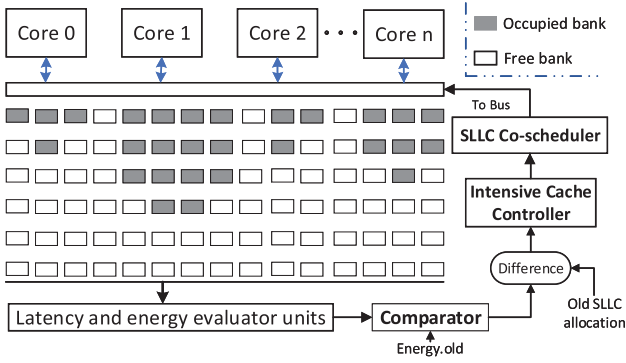 Core 0
Core 1
Core 2
Core n
Occupied bank
Free bank
To Bus
SLLC Co-scheduler
Intensive Cache
Controller
Difference
Old SLLC
allocation
Latency and energy evaluator units
Comparator
Energy.old